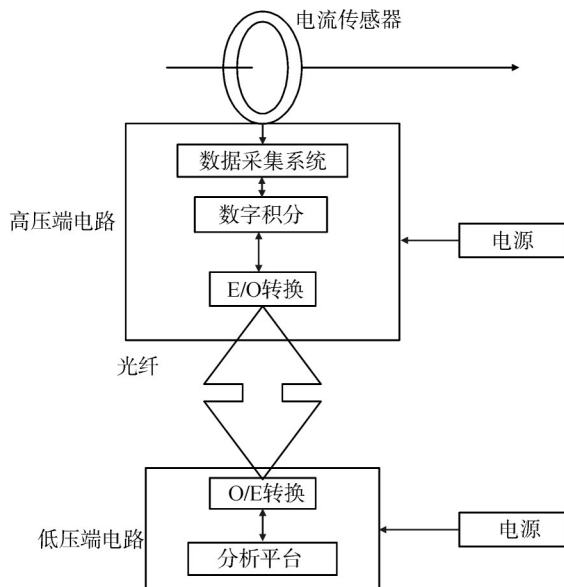 电流传感器
数据采集系统
数字积分
高压端电路
电源
E/O转换
光纤
O/E转换
低压端电路
电源
分析平台